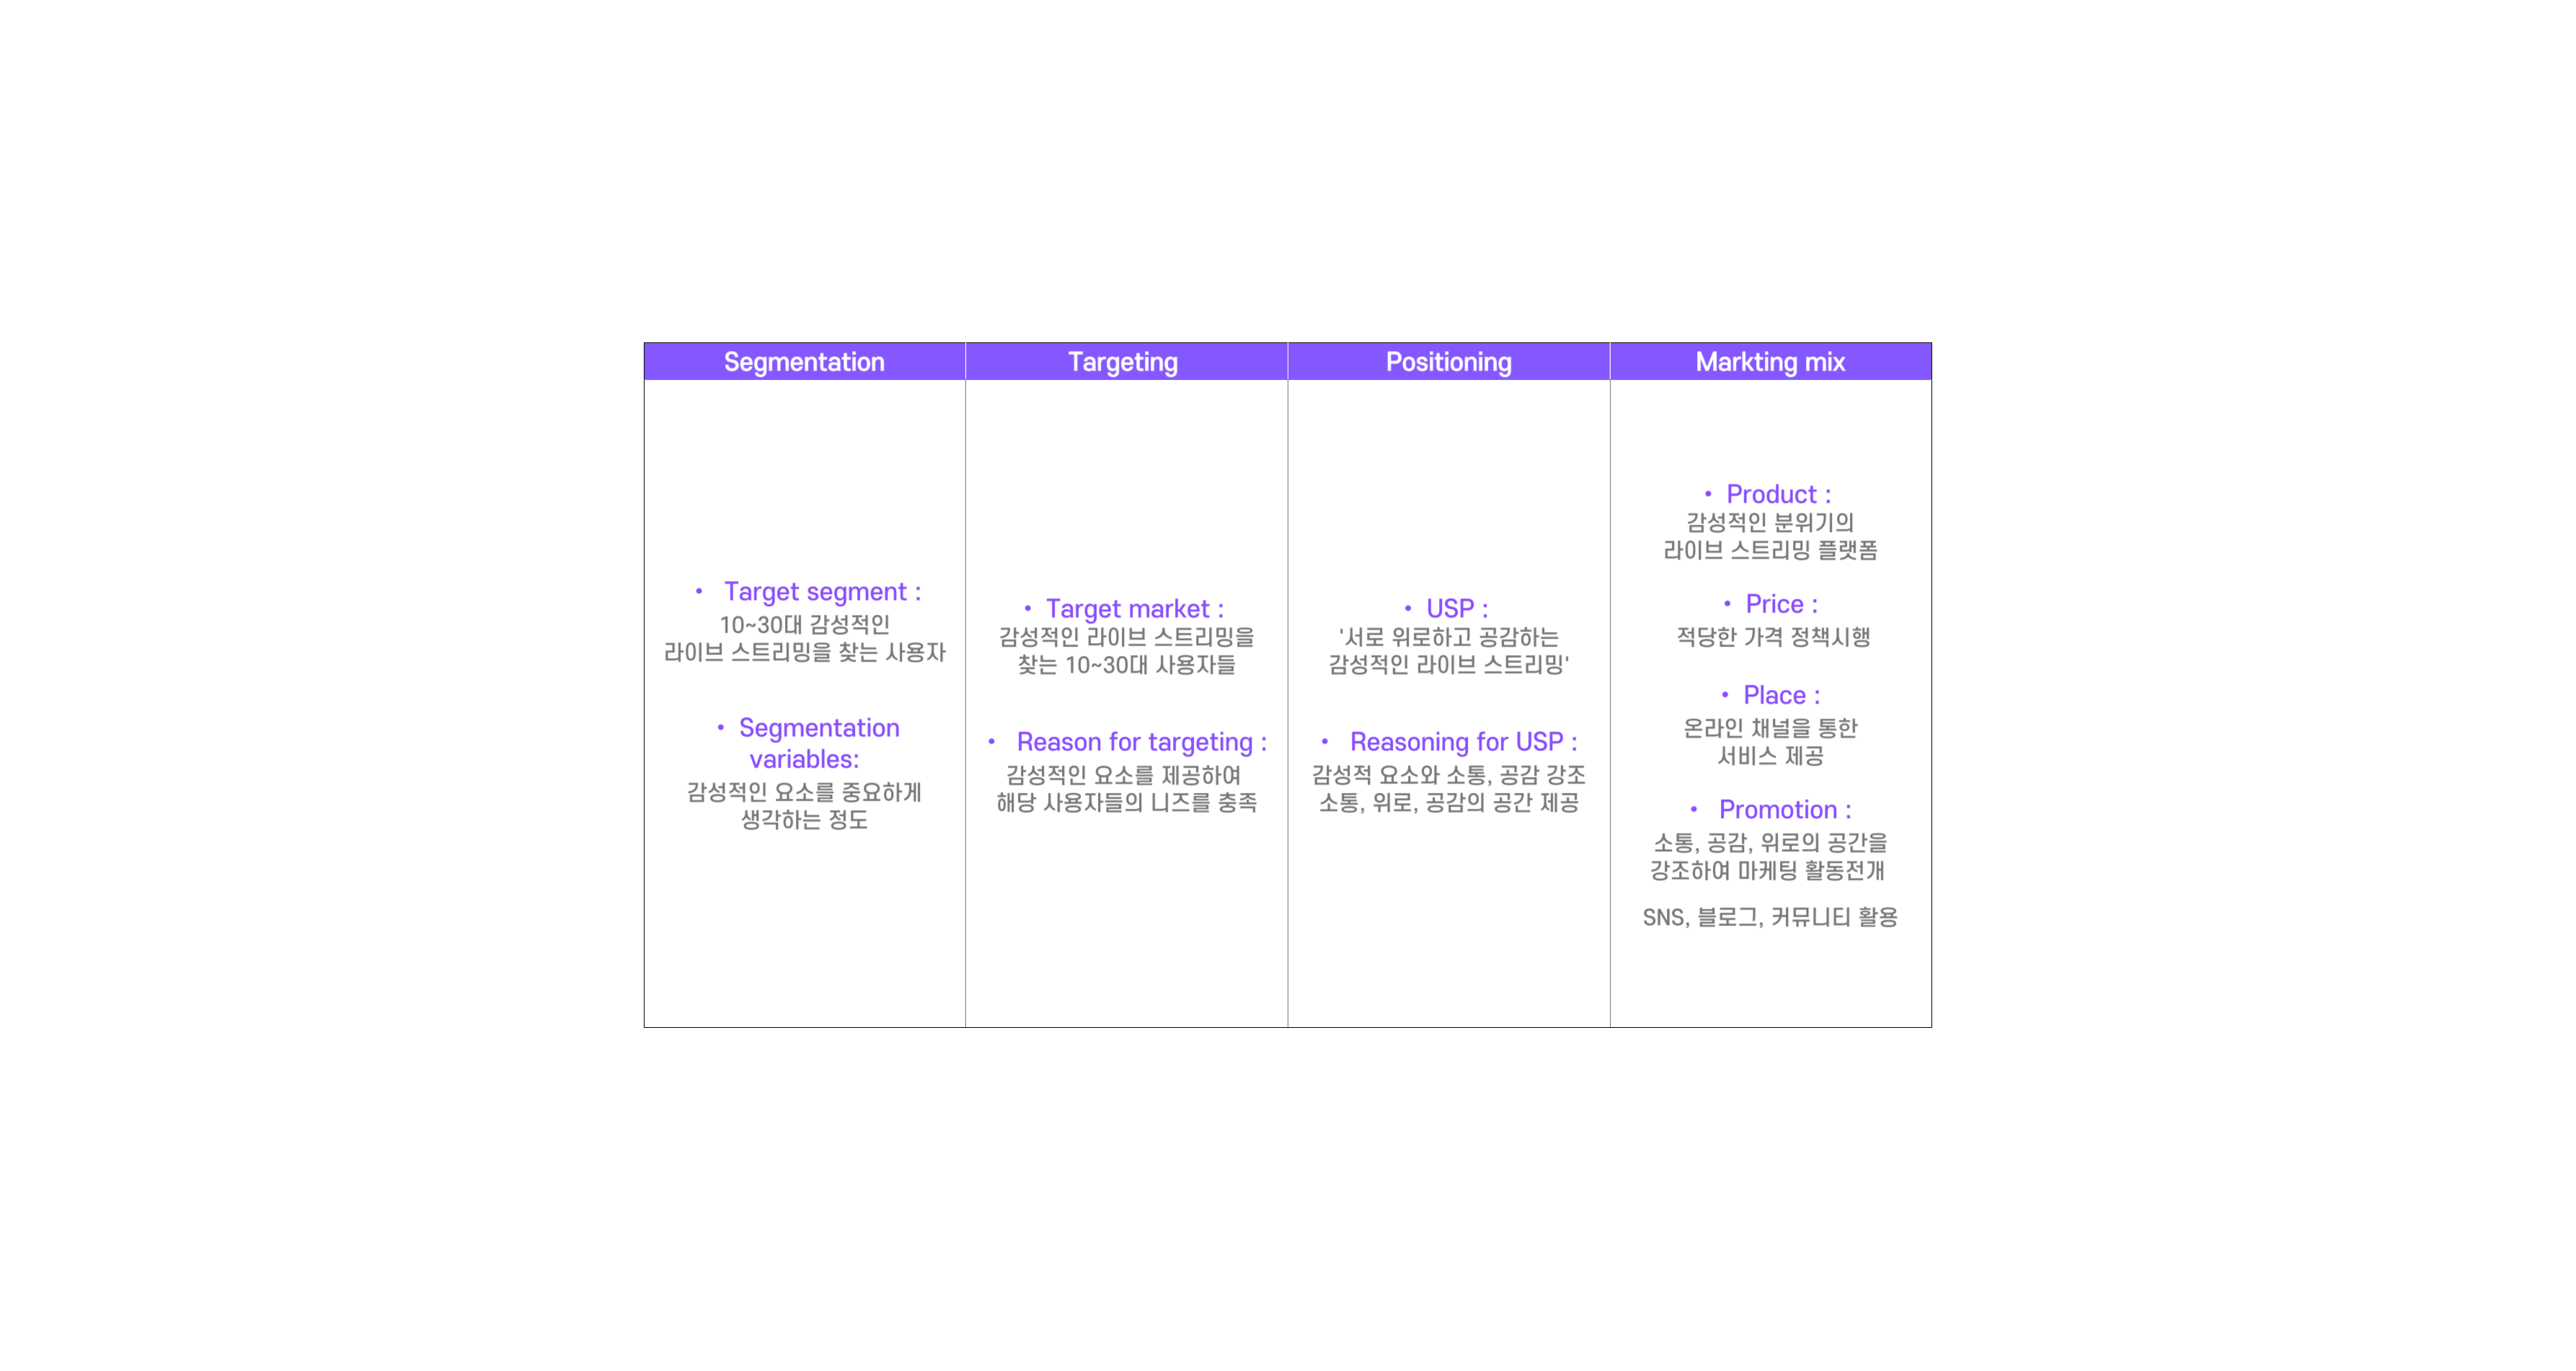 Segmentation
Targeting
Positioning
Markting mix
• Target segment :
10~30대 감성적인
라이브 스트리밍을 찾는 사용자
• Segmentation
variables:
감성적인 요소를 중요하게
생각하는 정도
• Target market :
감성적인 라이브 스트리밍을
찾는 10~30대 사용자들
• Reason for targeting :
감성적인 요소를 제공하여
해당 사용자들의 니즈를 충족
• USP :
'서로 위로하고 공감하는
감성적인 라이브 스트리밍'
• Reasoning for USP :
감성적 요소와 소통, 공감 강조
소통, 위로, 공감의 공간 제공
• Product :
감성적인 분위기의
라이브 스트리밍 플랫폼
• Price :
적당한 가격 정책시행
• Place :
온라인 채널을 통한
서비스 제공
• Promotion :
소통, 공감, 위로의 공간을
강조하여 마케팅 활동전개
SNS, 블로그, 커뮤니티 활용